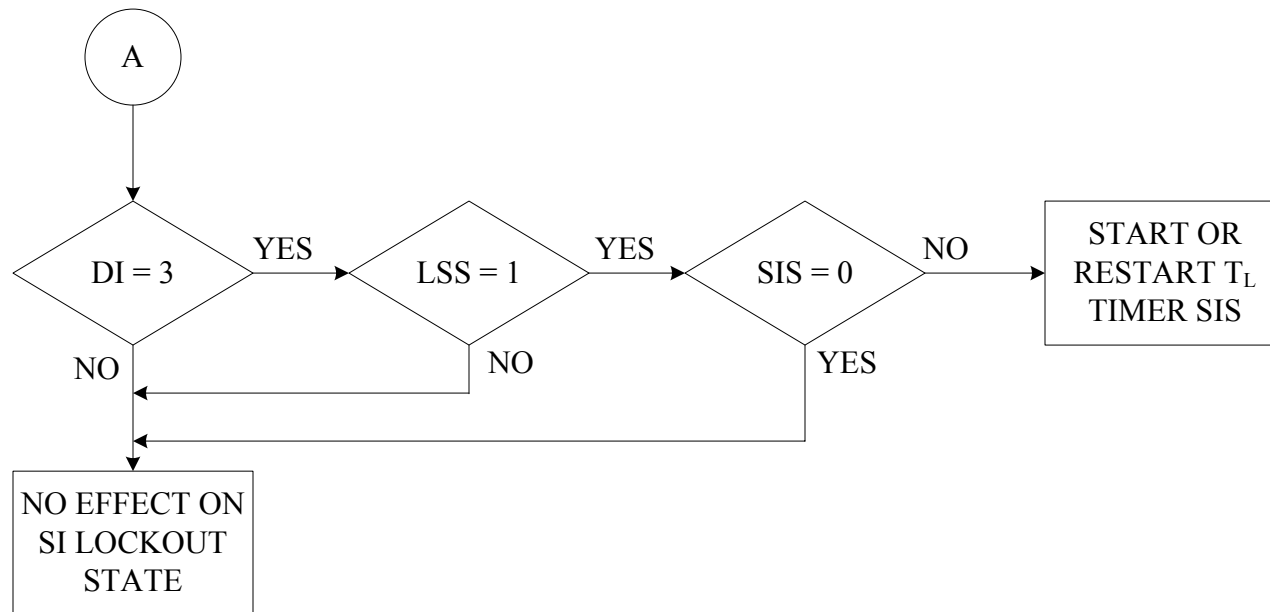 A
DI = 3
YES
LSS = 1
YES
SIS = 0
NO
START OR
RESTART T_L
TIMER SIS
NO
NO
YES
NO EFFECT ON
SI LOCKOUT
STATE